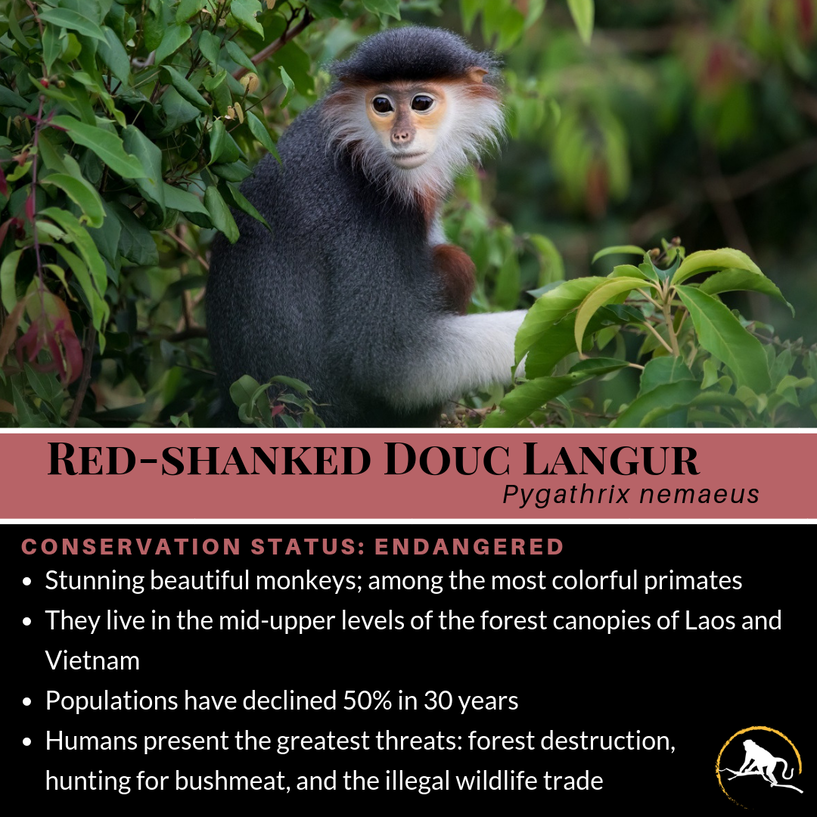 Red-shanked Douc Langur
Pygathrix nemaeus
CONSERVATION STATUS: ENDANGERED
• Stunning beautiful monkeys; among the most colorful primates
• They live in the mid-upper levels of the forest canopies of Laos and
Vietnam
• Populations have declined 50% in 30 years
• Humans present the greatest threats: forest destruction,
hunting for bushmeat, and the illegal wildlife trade